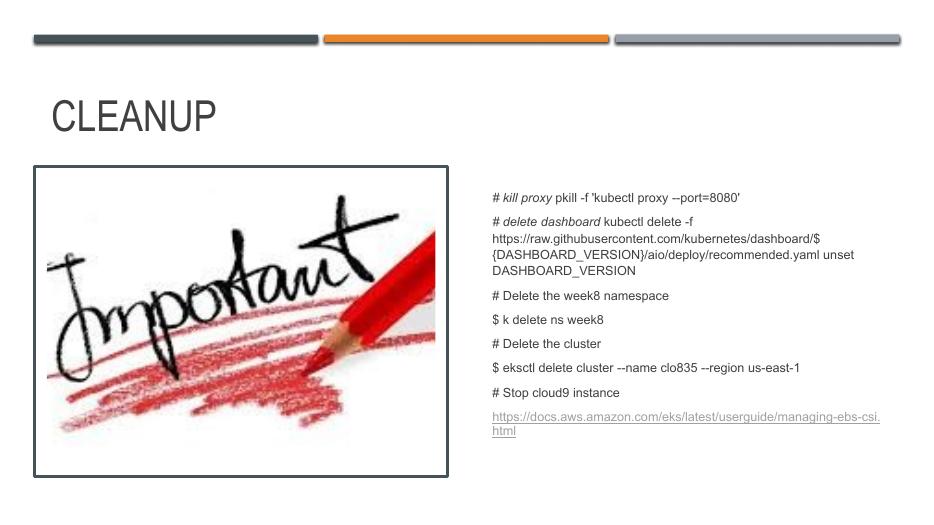 CLEANUP
Important
# kill proxy pkill -f 'kubectl proxy --port=8080'
# delete dashboard kubectl delete -f
https://raw.githubusercontent.com/kubernetes/dashboard/$
{DASHBOARD_VERSION}/aio/deploy/recommended.yaml unset
DASHBOARD_VERSION
# Delete the week8 namespace
$ k delete ns week8
# Delete the cluster
$ eksctl delete cluster --name clo835 --region us-east-1
# Stop cloud9 instance
https://docs.aws.amazon.com/eks/latest/userguide/managing-ebs-csi.
html